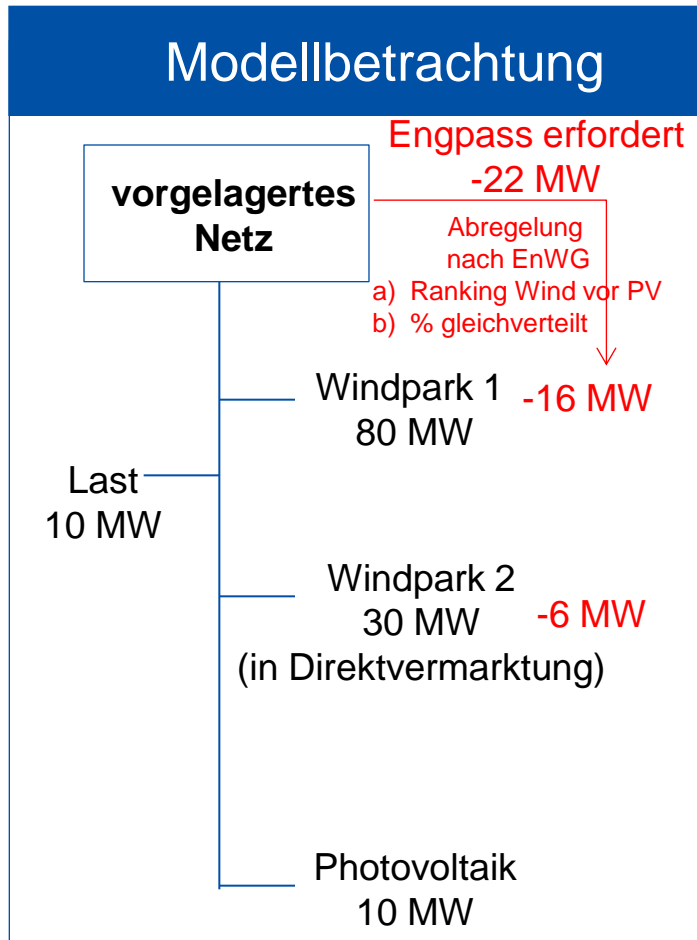 Modellbetrachtung
Engpass erfordert
-22 MW
vorgelagertes
Netz
Abregelung
nach EnWG
a) Ranking Wind vor PV
b) % gleichverteilt
Windpark 1
80 MW
-16 MW
Last
10 MW
Windpark 2
30 MW
-6 MW
(in Direktvermarktung)
Photovoltaik
10 MW